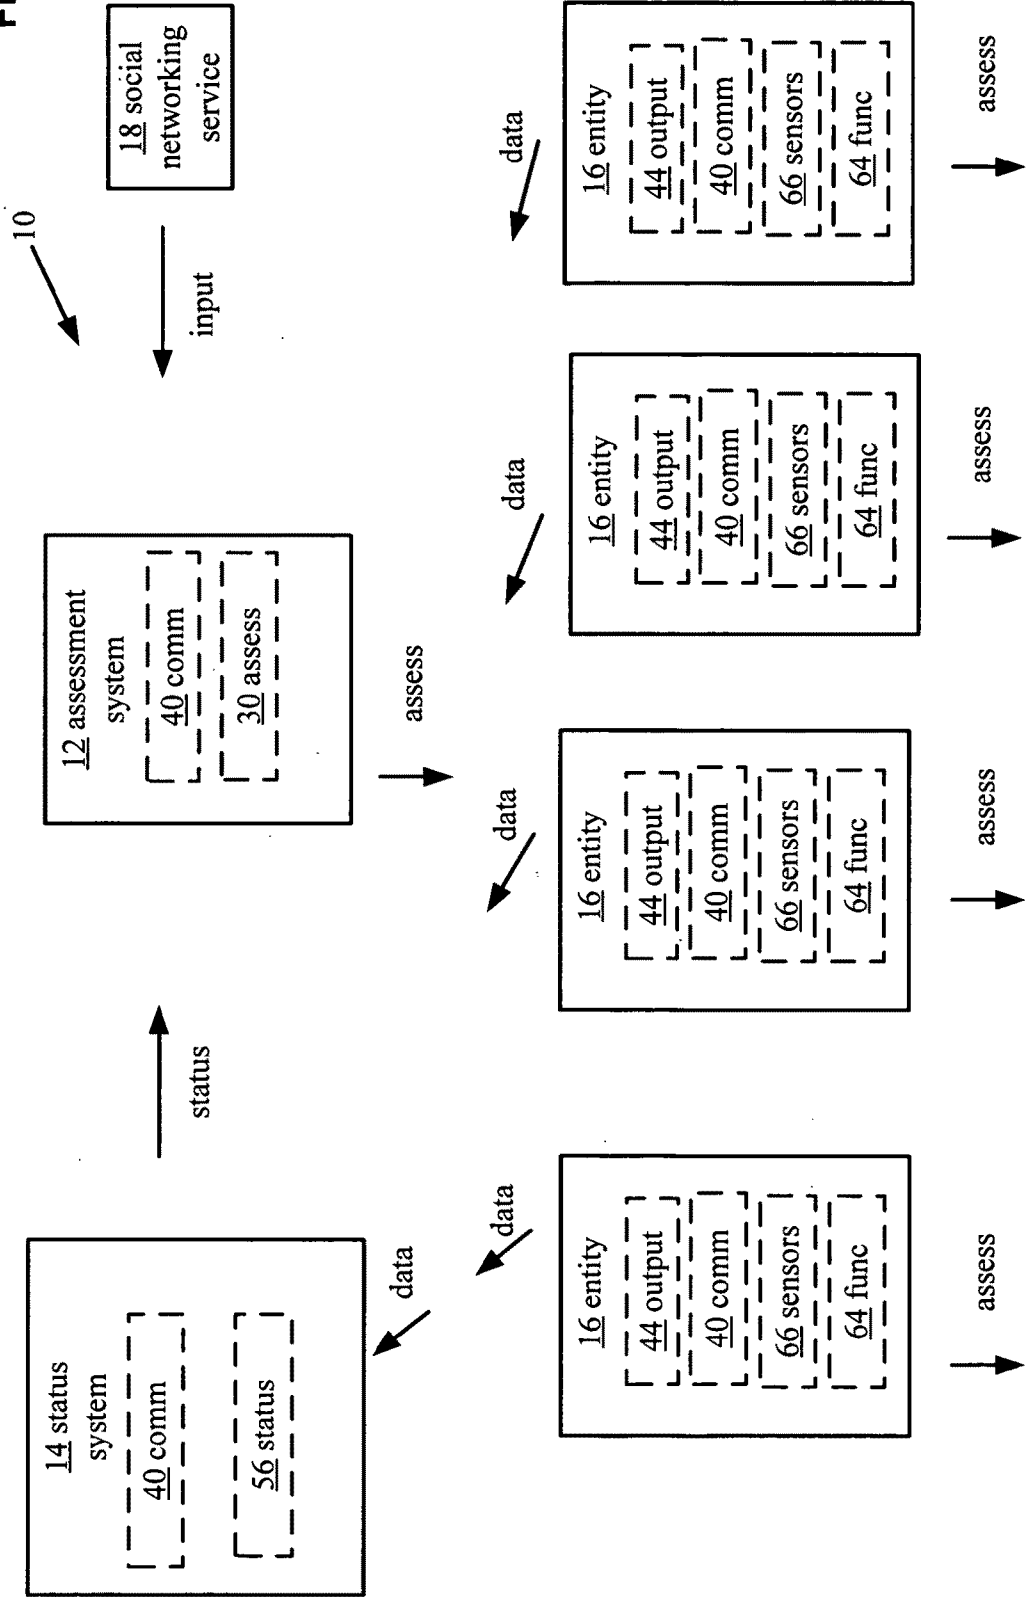 10
14 status
system
40 comm
56 status
status
12 assessment
system
40 comm
30 assess
input
18 social
networking
service
data
assess
data
data
data
data
16 entity
44 output
40 comm
66 sensors
64 func
16 entity
44 output
40 comm
66 sensors
64 func
16 entity
44 output
40 comm
66 sensors
64 func
16 entity
44 output
40 comm
66 sensors
64 func
assess
assess
assess
assess